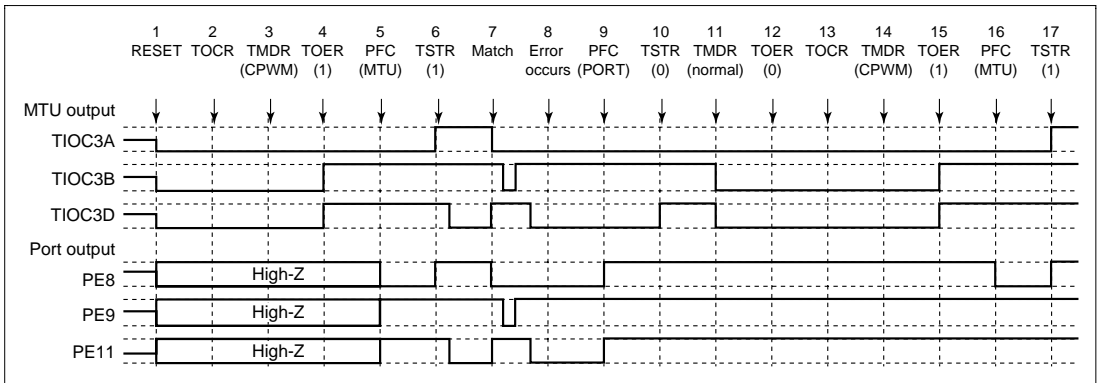 1 2 3 4 5 6 7 8 9 10 11 12 13 14 15 16 17
RESET TOCR TMDR TOER PFC TSTR Match Error PFC TSTR TMDR TOER TOCR TMDR TOER PFC TSTR
(CPWM) (1) (MTU) (1) occurs (PORT) (0) (normal) (0) (CPWM) (1) (MTU) (1)
MTU output
TIOC3A
TIOC3B
TIOC3D
Port output
PE8 High-Z
PE9 High-Z
PE11 High-Z